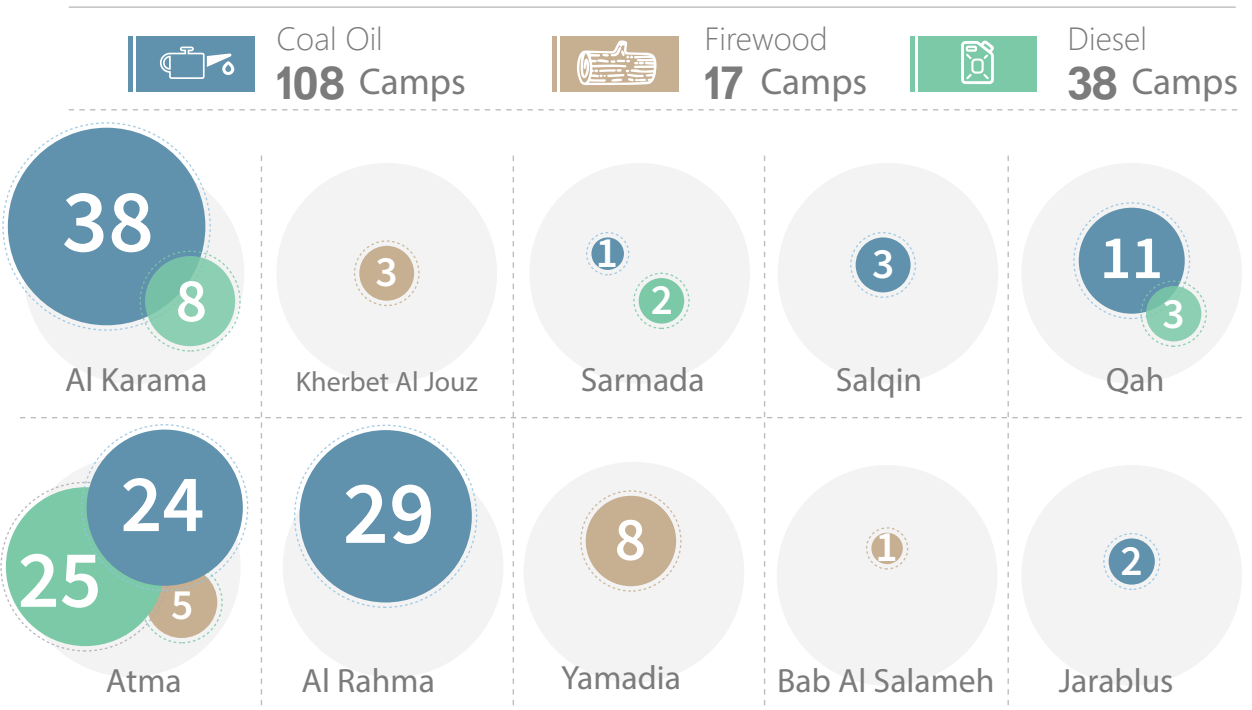 Coal Oil
108 Camps
Firewood
17 Camps
Diesel
38 Camps
38
8
Al Karama
3
Kherbet Al Jouz
1
2
Sarmada
3
Salqin
11
3
Qah
24
25
5
Atma
29
Al Rahma
8
Yamadia
1
Bab Al Salameh
2
Jarablus